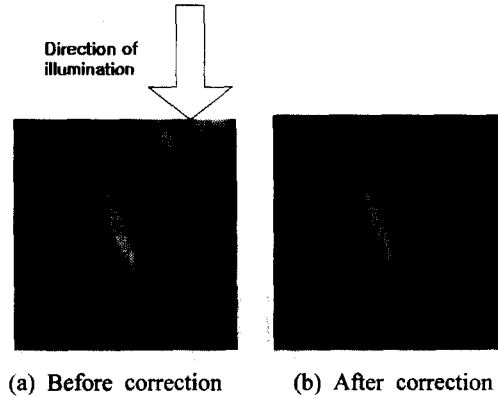 Direction of
illumination
(a) Before correction
(b) After correction